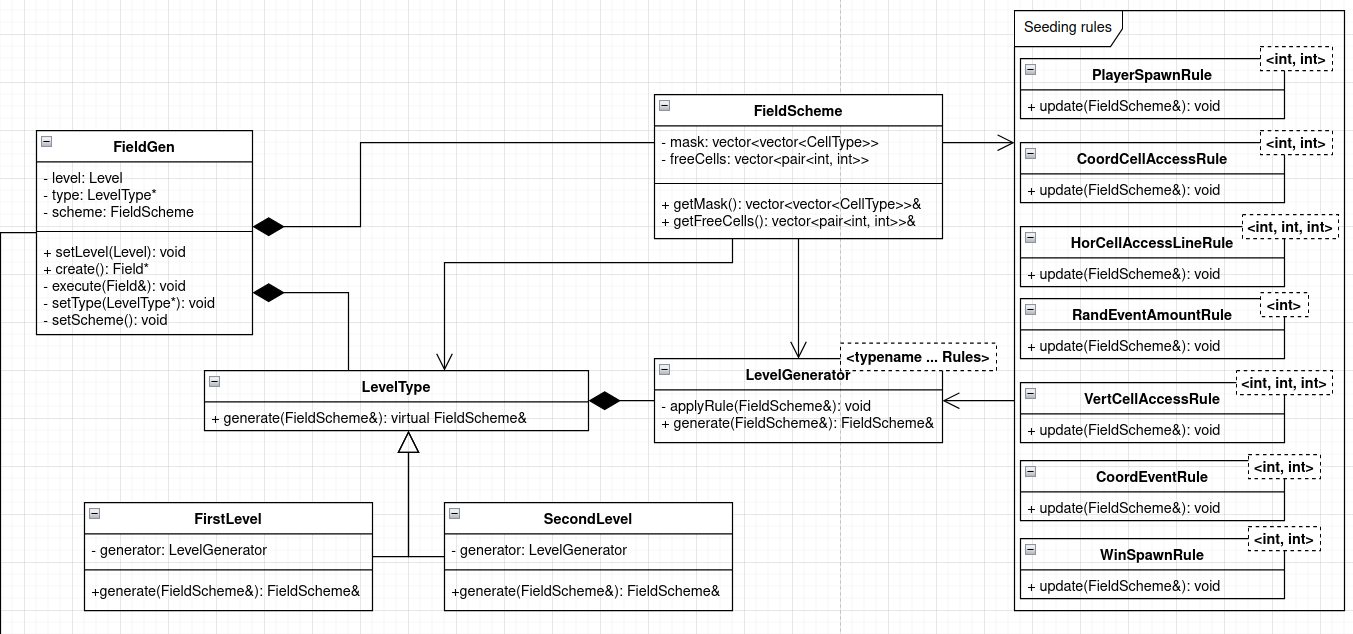 FieldGen
- level: Level
- type: LevelType*
- scheme: FieldScheme
+ setLevel(Level): void
+ create(): Field*
- execute(Field&): void
- setType(LevelType*): void
- setScheme(): void
FieldScheme
- mask: vector<vector<CellType>>
- freeCells: vector<pair<int, int>>
+ getMask(): vector<vector<CellType>>&
+ getFreeCells(): vector<pair<int, int>>&
LevelType
+ generate(FieldScheme&): virtual FieldScheme&
<typename ... Rules>
LevelGenerator
- applyRule(FieldScheme&): void
+ generate(FieldScheme&): FieldScheme&
FirstLevel
- generator: LevelGenerator
+generate(FieldScheme&): FieldScheme&
SecondLevel
- generator: LevelGenerator
+generate(FieldScheme&): FieldScheme&
Seeding rules
<int, int>
PlayerSpawnRule
+ update(FieldScheme&): void
<int, int>
CoordCellAccessRule
+ update(FieldScheme&): void
<int, int, int>
HorCellAccessLineRule
+ update(FieldScheme&): void
<int>
RandEventAmountRule
+ update(FieldScheme&): void
<int, int, int>
VertCellAccessRule
+ update(FieldScheme&): void
<int, int>
CoordEventRule
+ update(FieldScheme&): void
<int, int>
WinSpawnRule
+ update(FieldScheme&): void